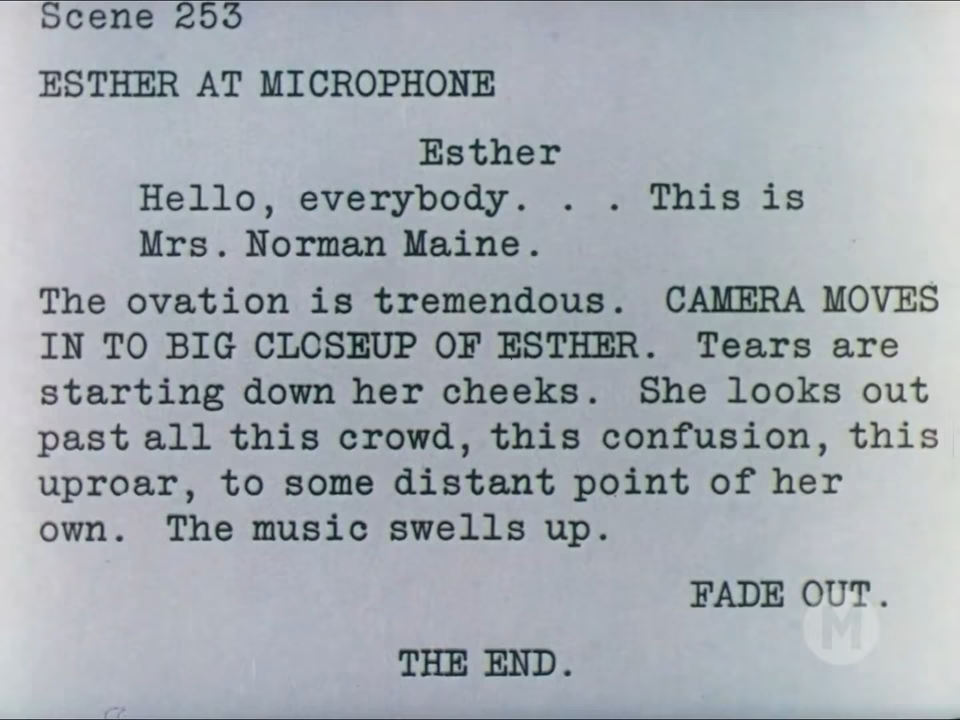 Scene 253
ESTHER AT MICROPHONE
Esther
Hello, everybody. . . This is
Mrs. Norman Maine.
The ovation is tremendous. CAMERA MOVES
IN TO BIG CLOSEUP OF ESTHER. Tears are
starting down her cheeks. She looks out
past all this crowd, this confusion, this
uproar, to some distant point of her
own. The music swells up.
FADE OUT.
M
THE END.